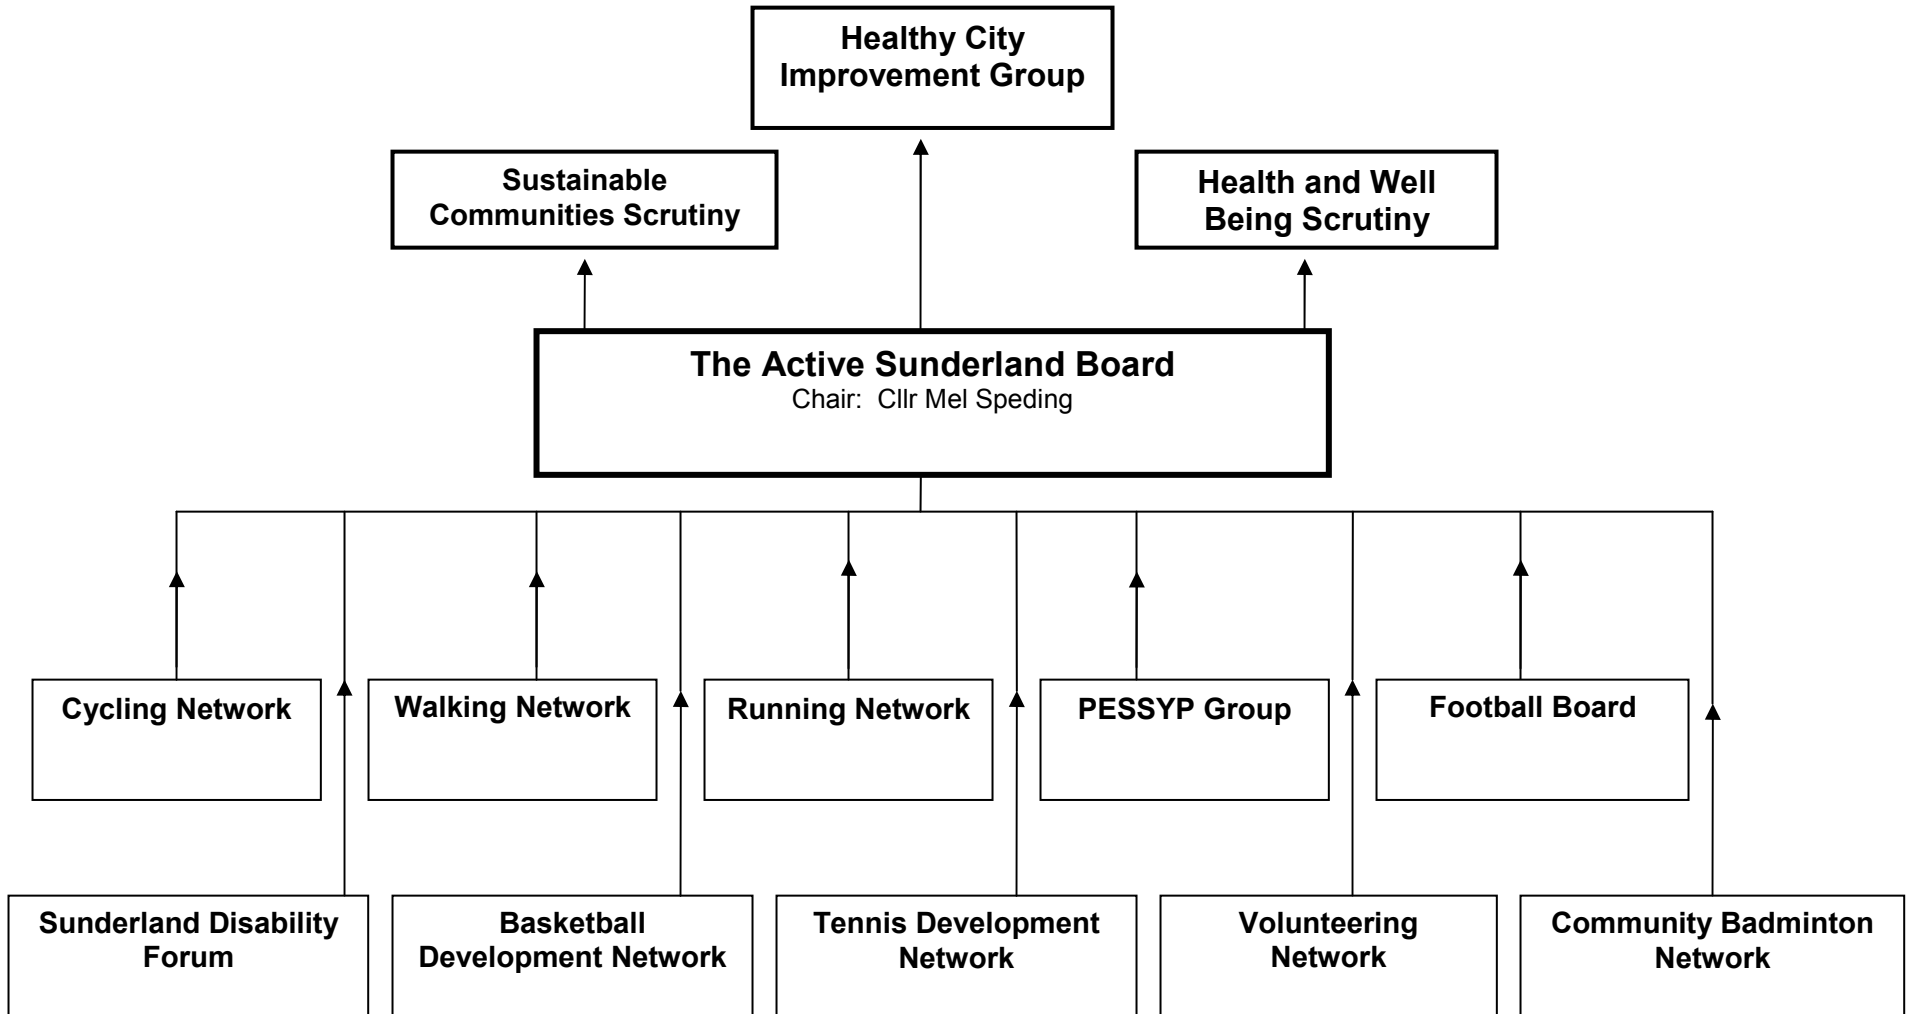 Healthy City
Improvement Group
Sustainable
Communities Scrutiny
Health and Well
Being Scrutiny
The Active Sunderland Board
Chair:  Cllr Mel Speding
Cycling Network
Walking Network
Running Network
PESSYP Group
Football Board
Sunderland Disability
Forum
Basketball
Development Network
Tennis Development
Network
Volunteering
Network
Community Badminton
Network